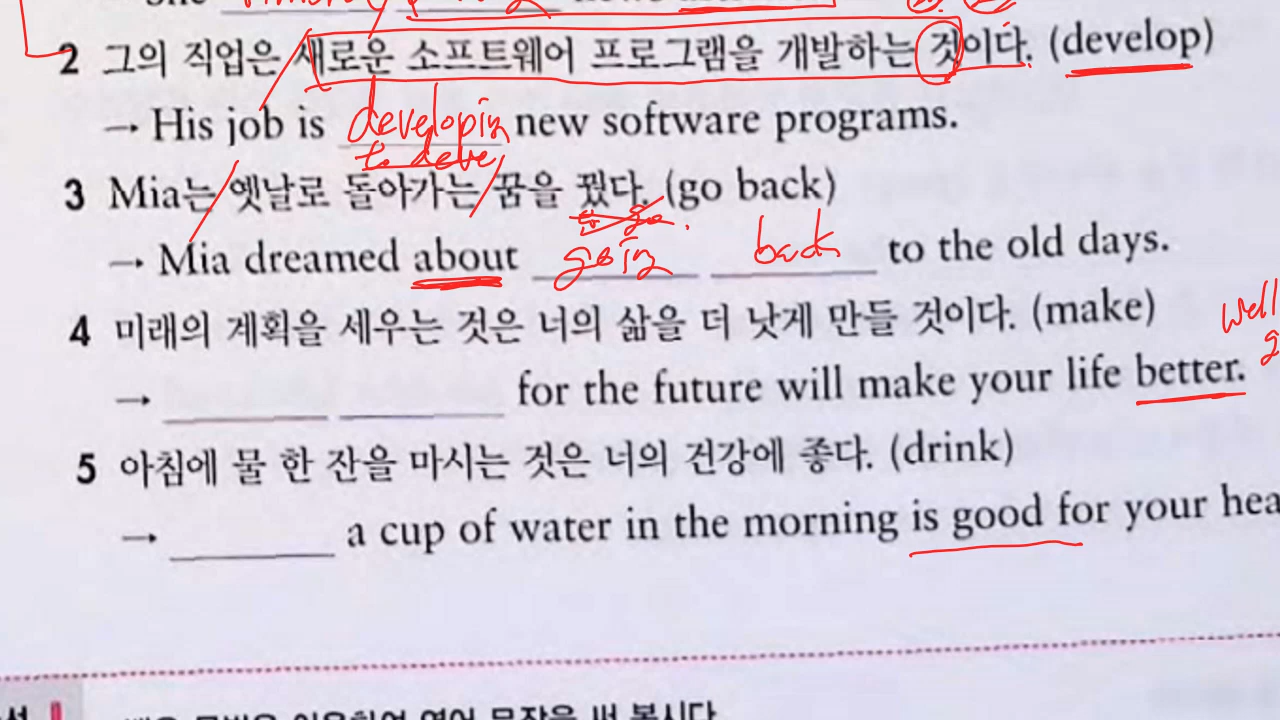 2 그의 직업은 새로운 소프트웨어 프로그램을 개발하는 것이다. (develop)
→ His job is developing new software programs.
to deve
3 Mia는 옛날로 돌아가는 꿈을 꿨다. (go back)
→ Mia dreamed about going back to the old days.
4 미래의 계획을 세우는 것은 너의 삶을 더 낫게 만들 것이다. (make)
well
→ for the future will make your life better.
5 아침에 물 한 잔을 마시는 것은 너의 건강에 좋다. (drink)
→ a cup of water in the morning is good for your hea